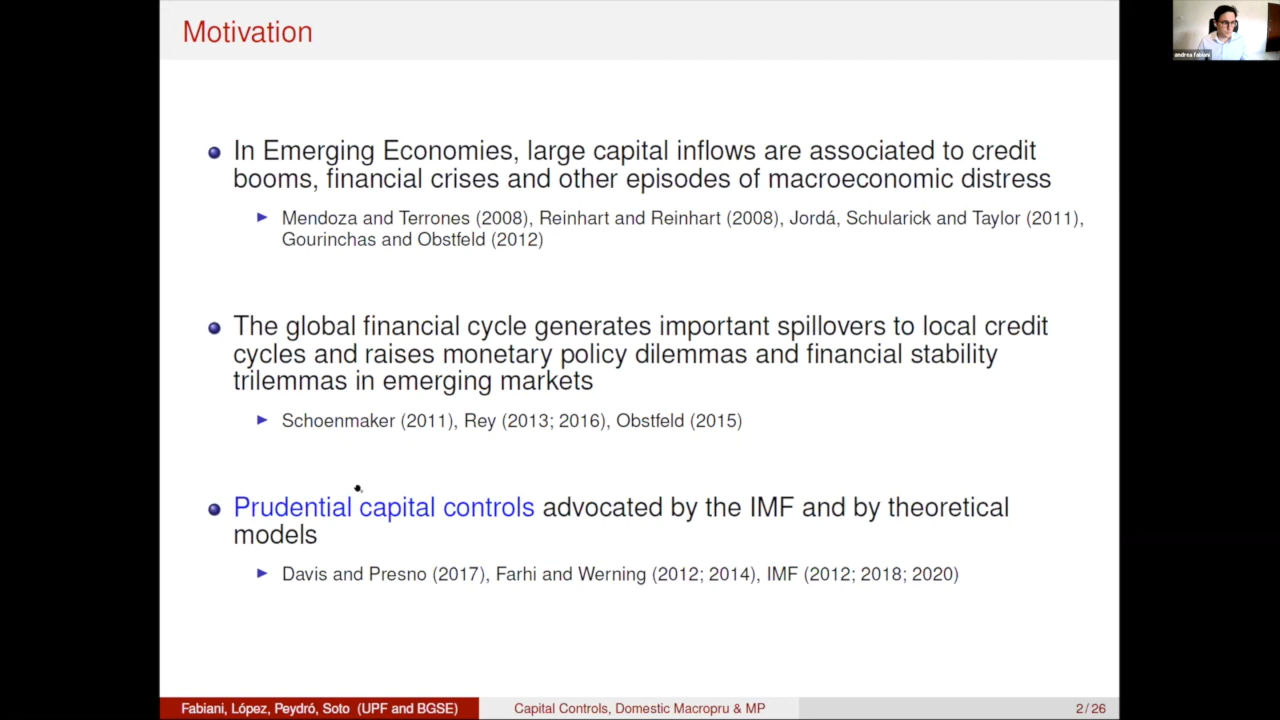 Motivation
andrea fabiani
In Emerging Economies, large capital inflows are associated to credit
booms, financial crises and other episodes of macroeconomic distress
Mendoza and Terrones (2008), Reinhart and Reinhart (2008), Jordá, Schularick and Taylor (2011),
Gourinchas and Obstfeld (2012)
The global financial cycle generates important spillovers to local credit
cycles and raises monetary policy dilemmas and financial stability
trilemmas in emerging markets
Schoenmaker (2011), Rey (2013; 2016), Obstfeld (2015)
Prudential capital controls advocated by the IMF and by theoretical
models
Davis and Presno (2017), Farhi and Werning (2012; 2014), IMF (2012; 2018; 2020)
Fabiani, López, Peydró, Soto (UPF and BGSE)
Capital Controls, Domestic Macropru & MP
2 / 26